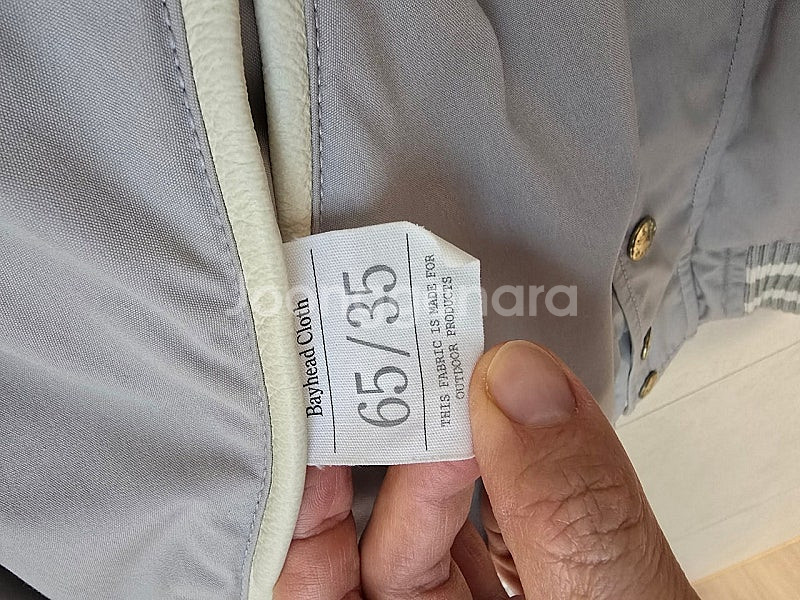 Bayhead Cloth
65/35
THIS FABRIC IS MADE FOR
OUTDOOR PRODUCTS